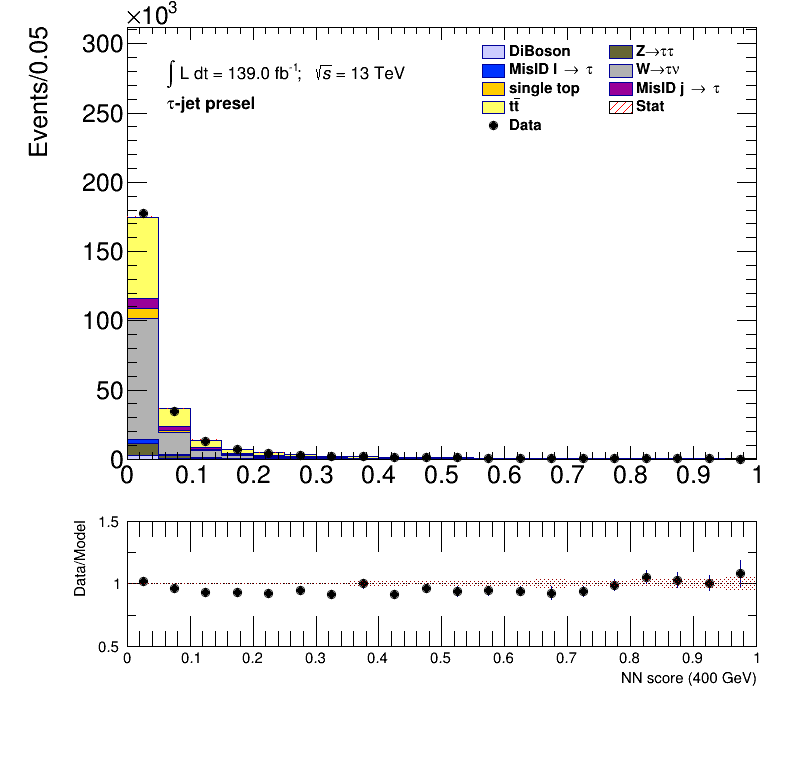 ×10³
Events/0.05
300
250
200
150
100
50
0
∫ L dt = 139.0 fb⁻¹; √s = 13 TeV
τ-jet presel
DiBoson
Z→ττ
MisID l → τ
W→τν
single top
MisID j → τ
tt̄
Stat
Data
0 0.1 0.2 0.3 0.4 0.5 0.6 0.7 0.8 0.9 1
Data/Model
1.5
1
0.5
0 0.1 0.2 0.3 0.4 0.5 0.6 0.7 0.8 0.9 1
NN score (400 GeV)